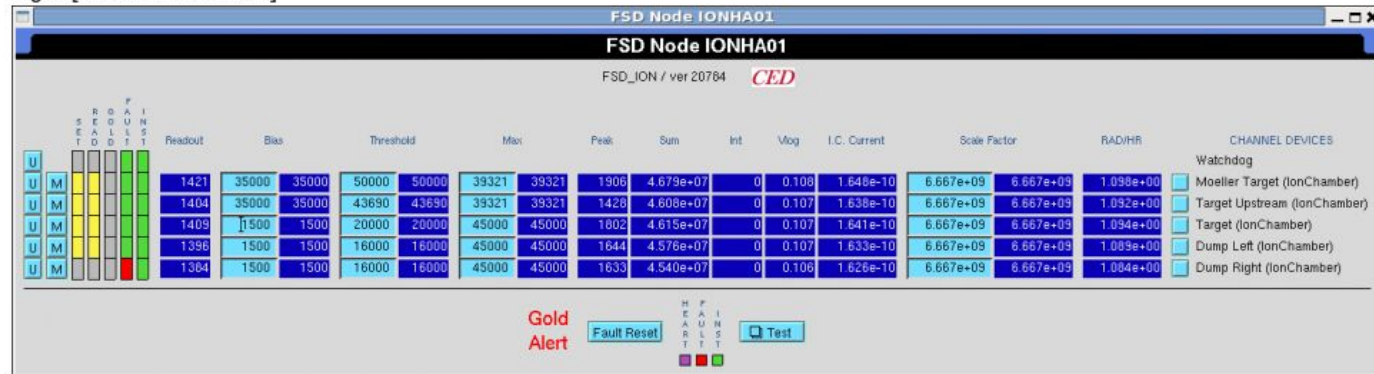 FSD Node IONHA01
FSD Node IONHA01
FSD_ION / ver 20784 CED
SET READ GOLD FAULT INST Readout Bias Threshold Max Peak Sum Int Vlog I.C. Current Scale Factor RAD/HR CHANNEL DEVICES
U Watchdog
U M 1421 35000 35000 50000 50000 39321 39321 1906 4.679e+07 0 0.108 1.648e-10 6.667e+09 6.667e+09 1.098e+00 Moeller Target (IonChamber)
U M 1404 35000 35000 43690 43690 39321 39321 1428 4.608e+07 0 0.107 1.638e-10 6.667e+09 6.667e+09 1.092e+00 Target Upstream (IonChamber)
U M 1409 1500 1500 20000 20000 45000 45000 1802 4.615e+07 0 0.107 1.641e-10 6.667e+09 6.667e+09 1.094e+00 Target (IonChamber)
U M 1396 1500 1500 16000 16000 45000 45000 1644 4.576e+07 0 0.107 1.633e-10 6.667e+09 6.667e+09 1.089e+00 Dump Left (IonChamber)
U M 1384 1500 1500 16000 16000 45000 45000 1633 4.540e+07 0 0.106 1.626e-10 6.667e+09 6.667e+09 1.084e+00 Dump Right (IonChamber)
Gold Alert Fault Reset HEART FAULT INST Test